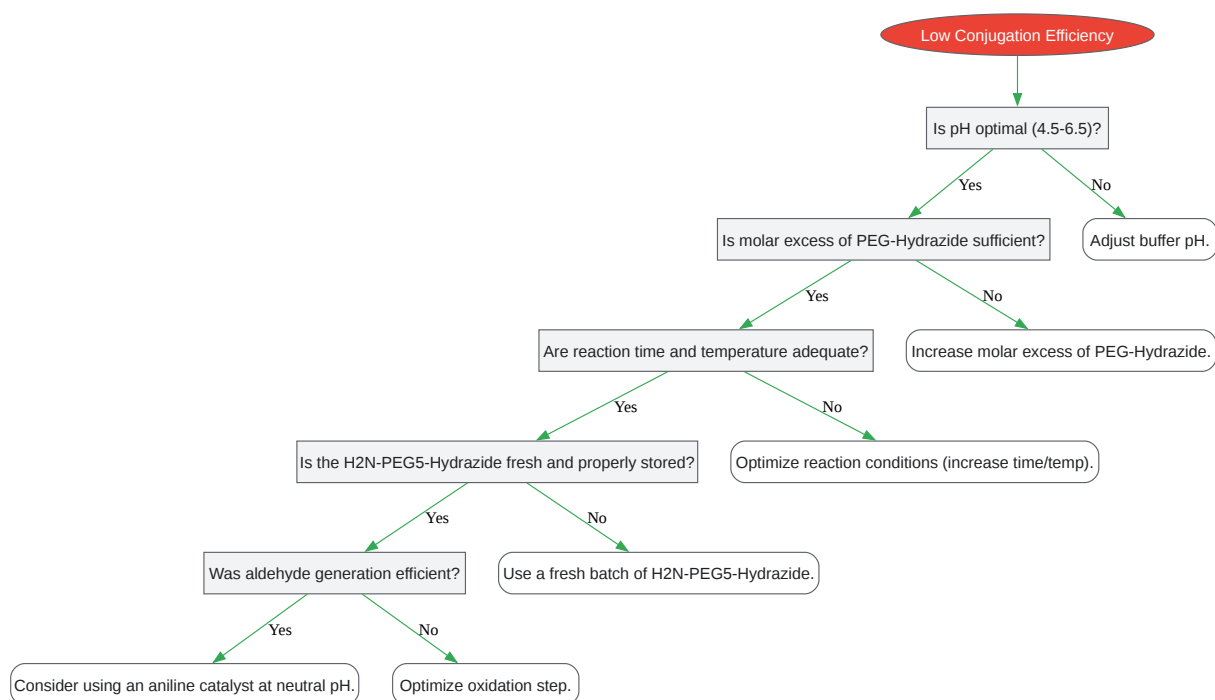 Low Conjugation Efficiency
Is pH optimal (4.5-6.5)?
Yes
No
Is molar excess of PEG-Hydrazide sufficient?
Adjust buffer pH.
Yes
No
Are reaction time and temperature adequate?
Increase molar excess of PEG-Hydrazide.
Yes
No
Is the H2N-PEG5-Hydrazide fresh and properly stored?
Optimize reaction conditions (increase time/temp).
Yes
No
Was aldehyde generation efficient?
Use a fresh batch of H2N-PEG5-Hydrazide.
Yes
No
Consider using an aniline catalyst at neutral pH.
Optimize oxidation step.